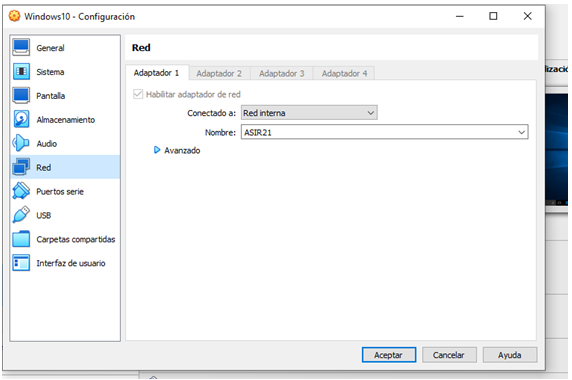 Windows10 - Configuración
General
Sistema
Pantalla
Almacenamiento
Audio
Red
Puertos serie
USB
Carpetas compartidas
Interfaz de usuario
Red
Adaptador 1 Adaptador 2 Adaptador 3 Adaptador 4
Habilitar adaptador de red
Conectado a: Red interna
Nombre: ASIR21
Avanzado
Aceptar Cancelar Ayuda
lizació